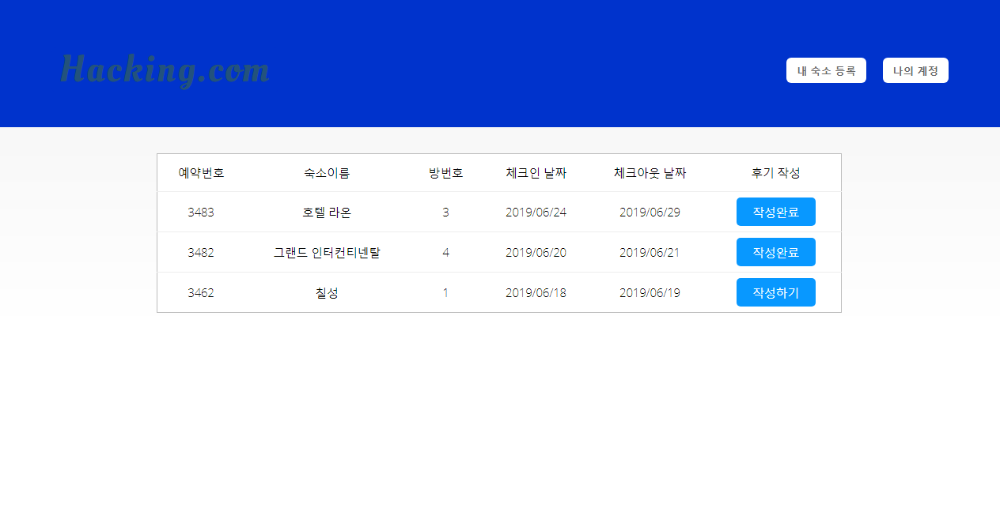 Hacking.com
내 숙소 등록 나의 계정
예약번호 숙소이름 방번호 체크인 날짜 체크아웃 날짜 후기 작성
3483 호텔 라온 3 2019/06/24 2019/06/29 작성완료
3482 그랜드 인터컨티넨탈 4 2019/06/20 2019/06/21 작성완료
3462 칠성 1 2019/06/18 2019/06/19 작성하기